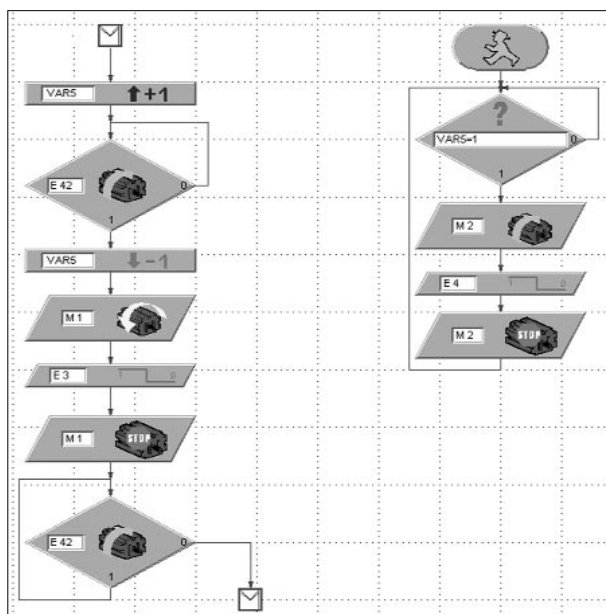 VAR5 +1
E 42 0
1
VAR5 -1
M 1
E 3 1 0
M 1 STOP
E 42 0
1
?
VAR5=1 0
1
M 2
E 4 1 0
M 2 STOP